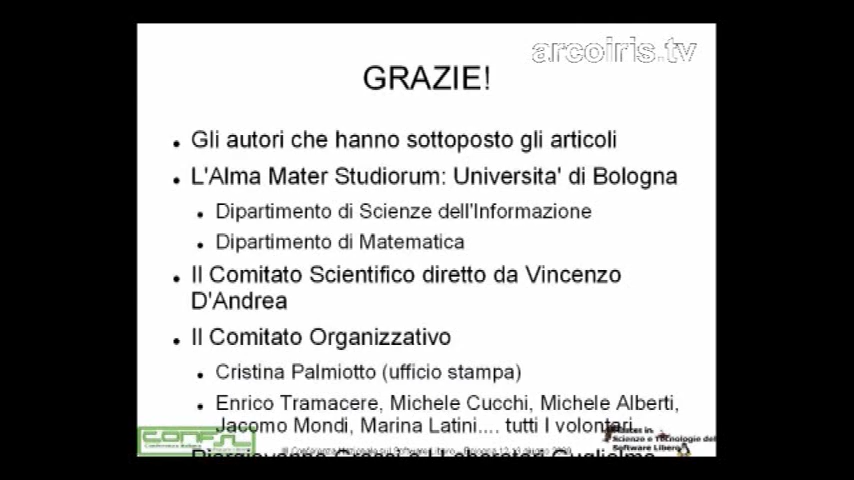 arcoiris.tv
GRAZIE!
Gli autori che hanno sottoposto gli articoli
L'Alma Mater Studiorum: Universita' di Bologna
Dipartimento di Scienze dell'Informazione
Dipartimento di Matematica
Il Comitato Scientifico diretto da Vincenzo
D'Andrea
Il Comitato Organizzativo
Cristina Palmiotto (ufficio stampa)
Enrico Tramacere, Michele Cucchi, Michele Alberti,
Jacomo Mondi, Marina Latini.... tutti I volontari
CONFSL
Scienze e Tecnologie del
Software Libero